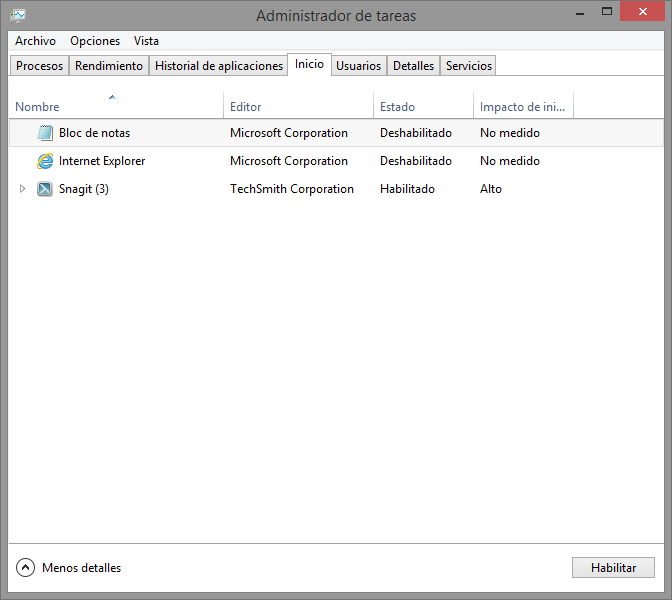 Administrador de tareas
Archivo Opciones Vista
Procesos Rendimiento Historial de aplicaciones Inicio Usuarios Detalles Servicios
Nombre Editor Estado Impacto de ini...
Bloc de notas Microsoft Corporation Deshabilitado No medido
Internet Explorer Microsoft Corporation Deshabilitado No medido
Snagit (3) TechSmith Corporation Habilitado Alto
Menos detalles Habilitar